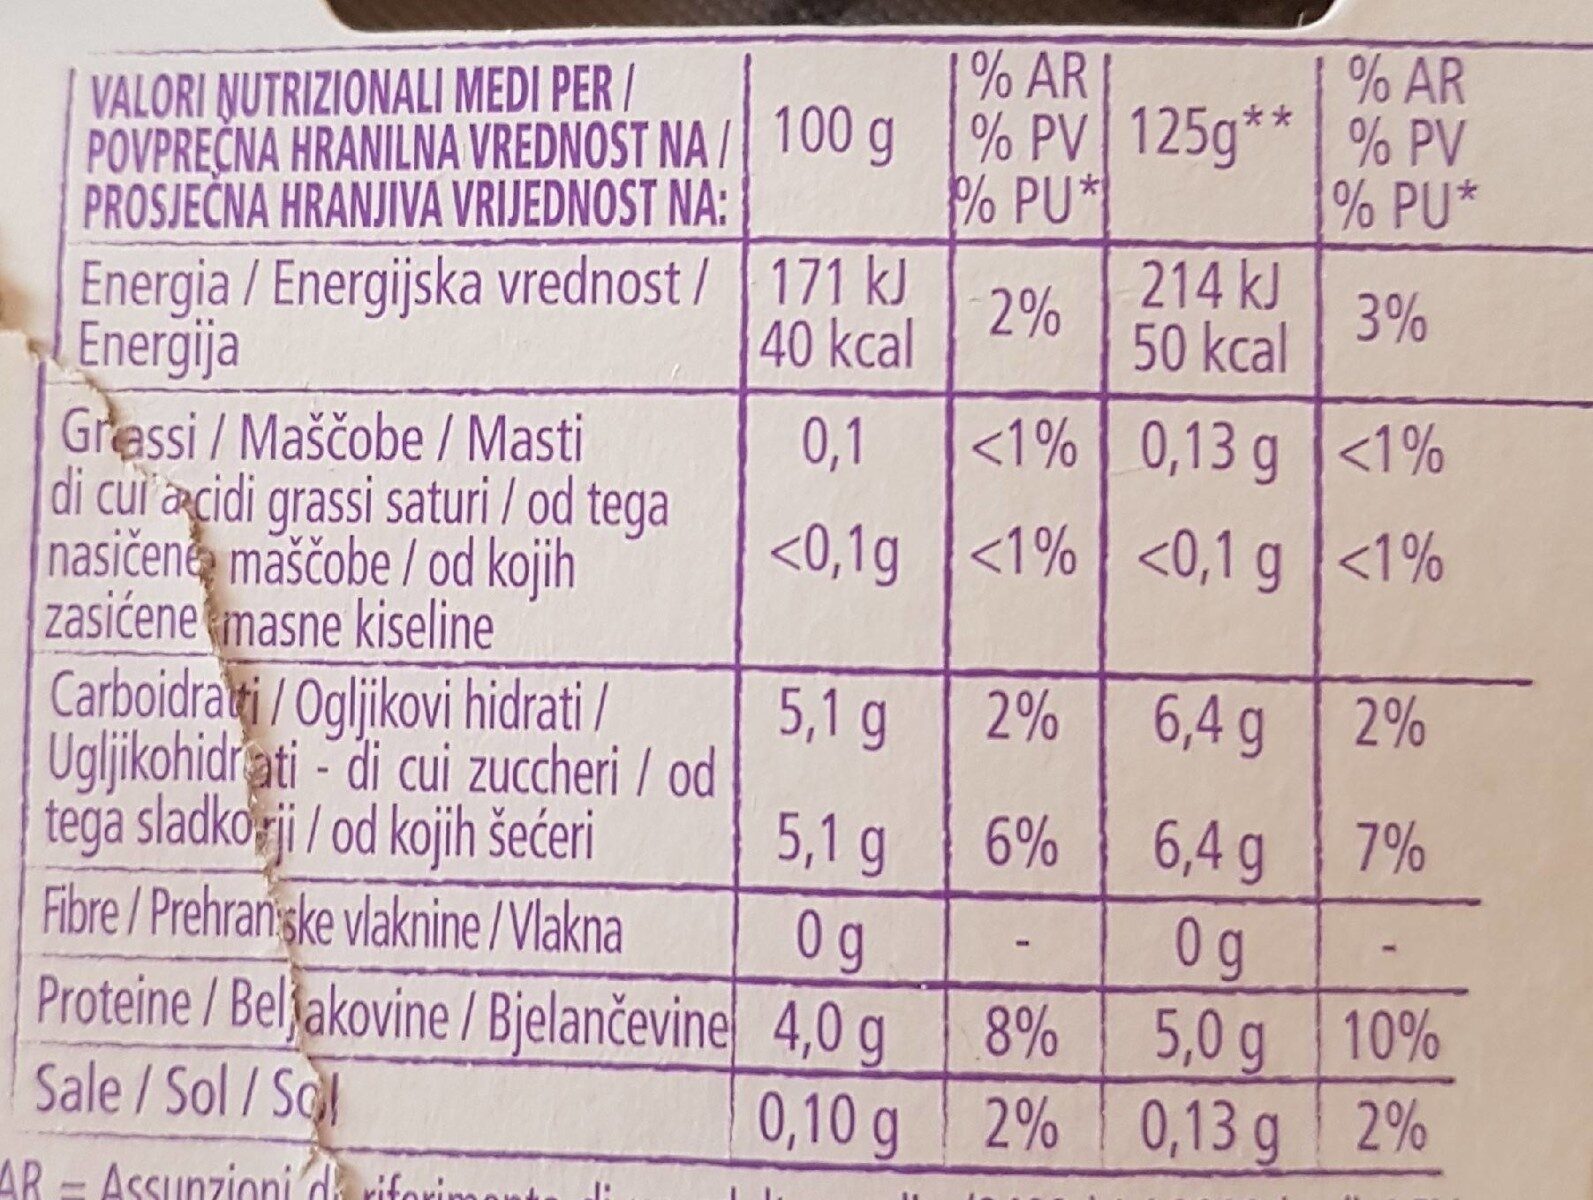 VALORI NUTRIZIONALI MEDI PER / 100 g % AR 125g** % AR
POVPREČNA HRANILNA VREDNOST NA / % PV % PV
PROSJEČNA HRANJIVA VRIJEDNOST NA: % PU* % PU*
Energia / Energijska vrednost / 171 kJ 2% 214 kJ 3%
Energija 40 kcal 50 kcal
Grassi / Maščobe / Masti 0,1 <1% 0,13 g <1%
di cui acidi grassi saturi / od tega
nasičene maščobe / od kojih <0,1g <1% <0,1 g <1%
zasićene masne kiseline
Carboidrati / Ogljikovi hidrati / 5,1 g 2% 6,4 g 2%
Ugljikohidrati - di cui zuccheri / od
tega sladkorji / od kojih šećeri 5,1 g 6% 6,4 g 7%
Fibre / Prehranske vlaknine / Vlakna 0 g - 0 g -
Proteine / Beljakovine / Bjelančevine 4,0 g 8% 5,0 g 10%
Sale / Sol / Sol 0,10 g 2% 0,13 g 2%
AR = Assunzioni di riferimento di